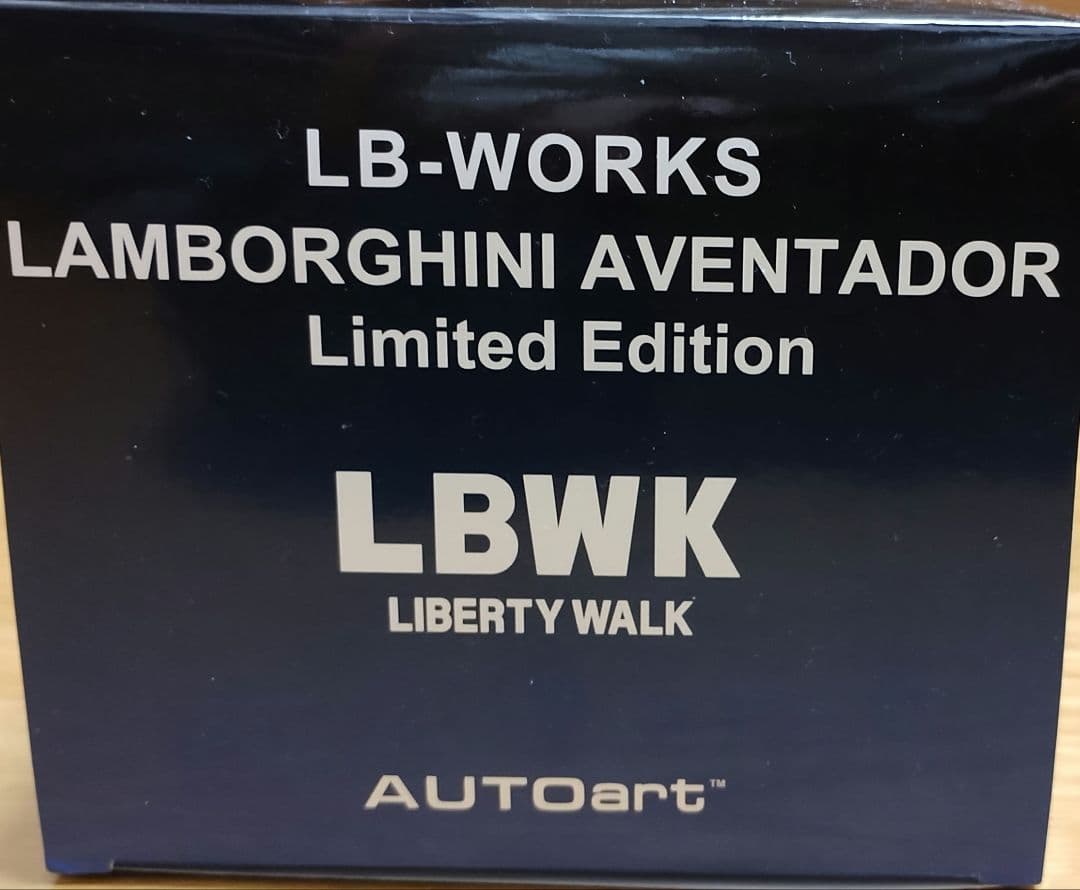 LB-WORKS
LAMBORGHINI AVENTADOR
Limited Edition
LBWK
LIBERTY WALK
AUTOart™